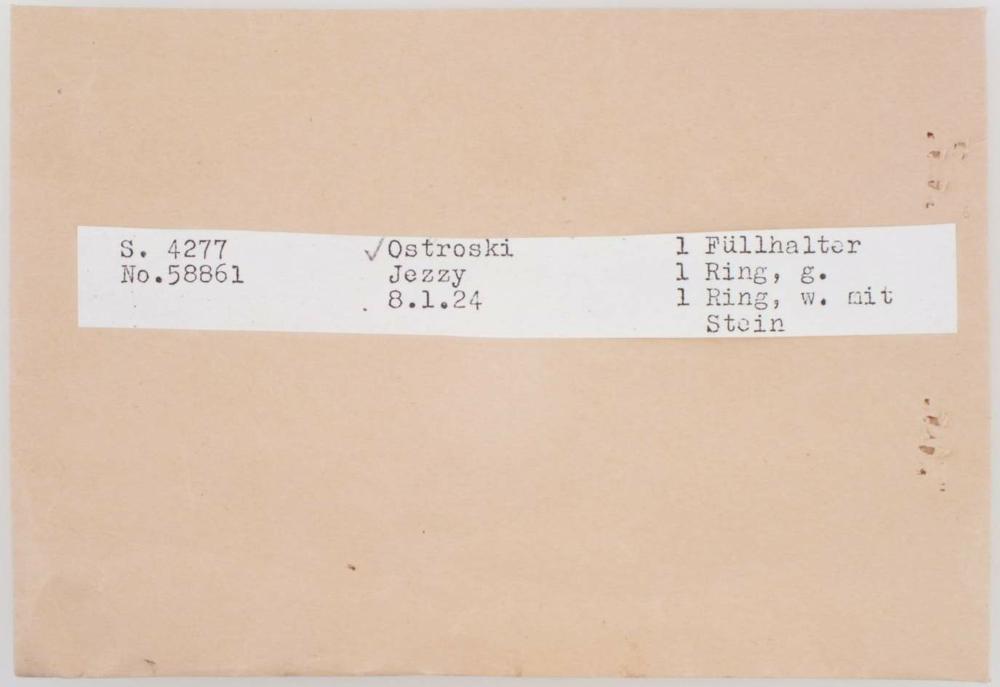 S. 4277
No.58861
✓Ostroski
Jezzy
8.1.24
1 Füllhalter
1 Ring, g.
1 Ring, w. mit
Stein